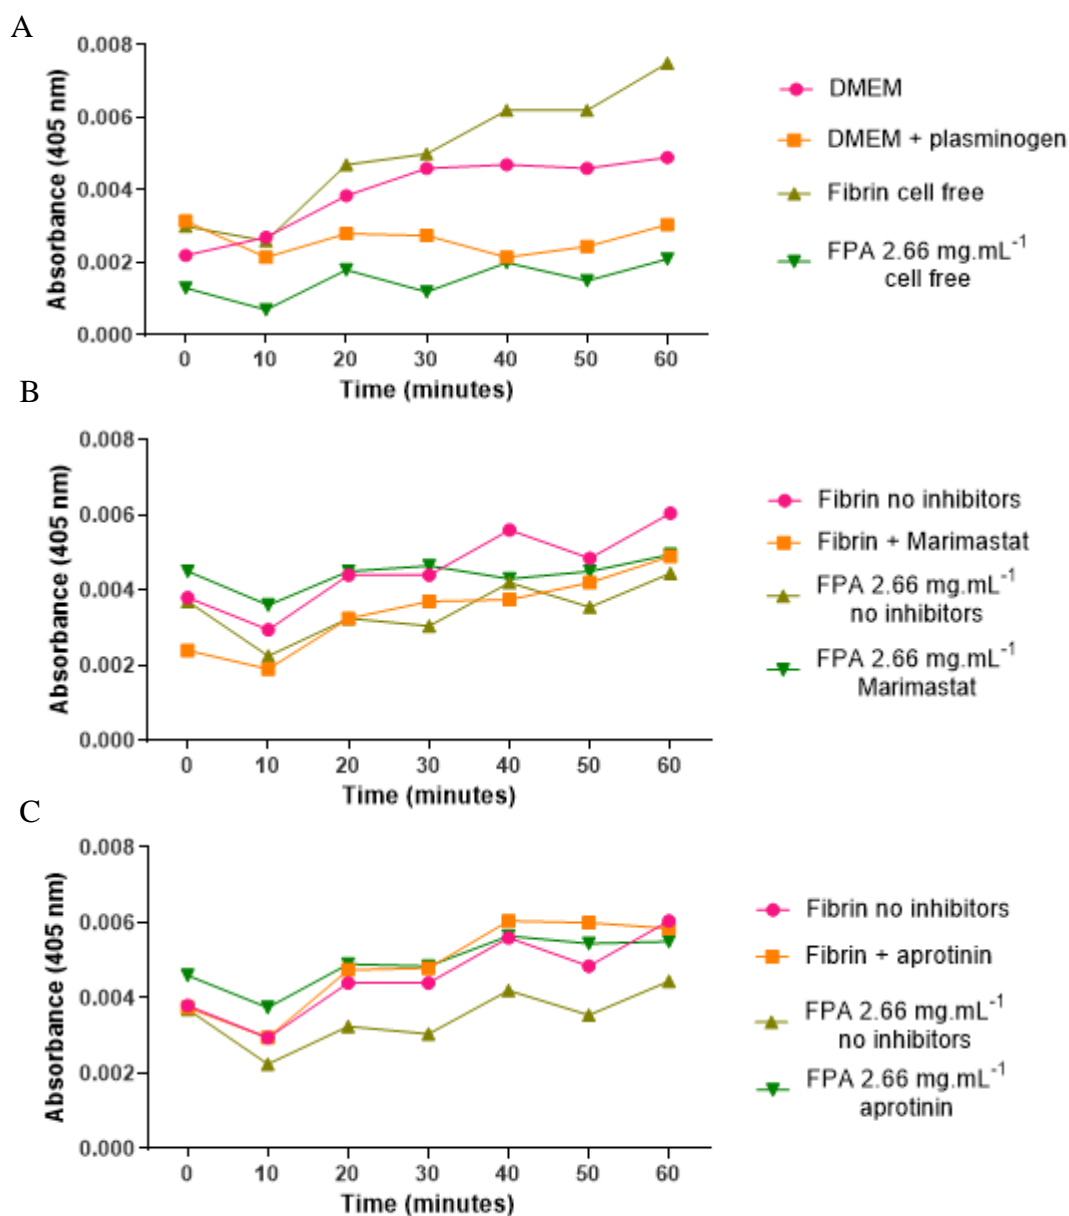 A
0.008
0.006
0.004
0.002
0.000
Absorbance (405 nm)
0 10 20 30 40 50 60
Time (minutes)
DMEM
DMEM + plasminogen
Fibrin cell free
FPA 2.66 mg.mL⁻¹
cell free
B
0.008
0.006
0.004
0.002
0.000
Absorbance (405 nm)
0 10 20 30 40 50 60
Time (minutes)
Fibrin no inhibitors
Fibrin + Marimastat
FPA 2.66 mg.mL⁻¹
no inhibitors
FPA 2.66 mg.mL⁻¹
Marimastat
C
0.008
0.006
0.004
0.002
0.000
Absorbance (405 nm)
0 10 20 30 40 50 60
Time (minutes)
Fibrin no inhibitors
Fibrin + aprotinin
FPA 2.66 mg.mL⁻¹
no inhibitors
FPA 2.66 mg.mL⁻¹
aprotinin